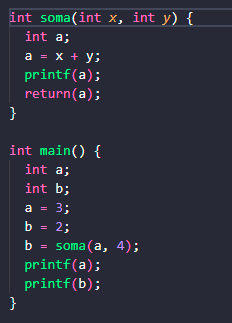 int soma(int x, int y) {
  int a;
  a = x + y;
  printf(a);
  return(a);
}

int main() {
  int a;
  int b;
  a = 3;
  b = 2;
  b = soma(a, 4);
  printf(a);
  printf(b);
}